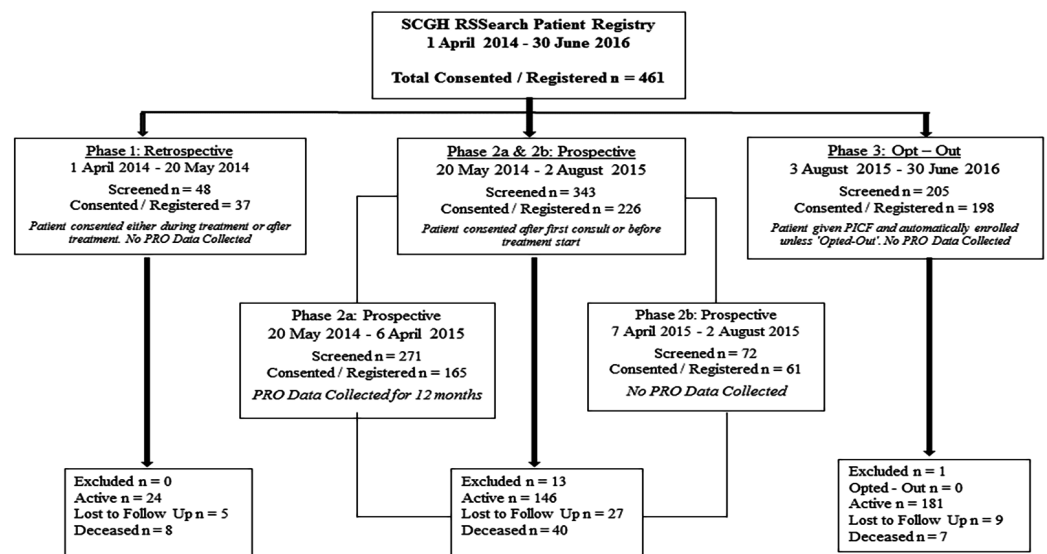 SCGH RSSearch Patient Registry
1 April 2014 - 30 June 2016
Total Consented / Registered n = 461
Phase 1: Retrospective
1 April 2014 - 20 May 2014
Screened n = 48
Consented / Registered n = 37
Patient consented either during treatment or after
treatment. No PRO Data Collected
Phase 2a & 2b: Prospective
20 May 2014 - 2 August 2015
Screened n = 343
Consented / Registered n = 226
Patient consented after first consult or before
treatment start
Phase 3: Opt – Out
3 August 2015 - 30 June 2016
Screened n = 205
Consented / Registered n = 198
Patient given PICF and automatically enrolled
unless 'Opted-Out'. No PRO Data Collected
Phase 2a: Prospective
20 May 2014 - 6 April 2015
Screened n = 271
Consented / Registered n = 165
PRO Data Collected for 12 months
Phase 2b: Prospective
7 April 2015 - 2 August 2015
Screened n = 72
Consented / Registered n = 61
No PRO Data Collected
Excluded n = 0
Active n = 24
Lost to Follow Up n = 5
Deceased n = 8
Excluded n = 13
Active n = 146
Lost to Follow Up n = 27
Deceased n = 40
Excluded n = 1
Opted - Out n = 0
Active n = 181
Lost to Follow Up n = 9
Deceased n = 7